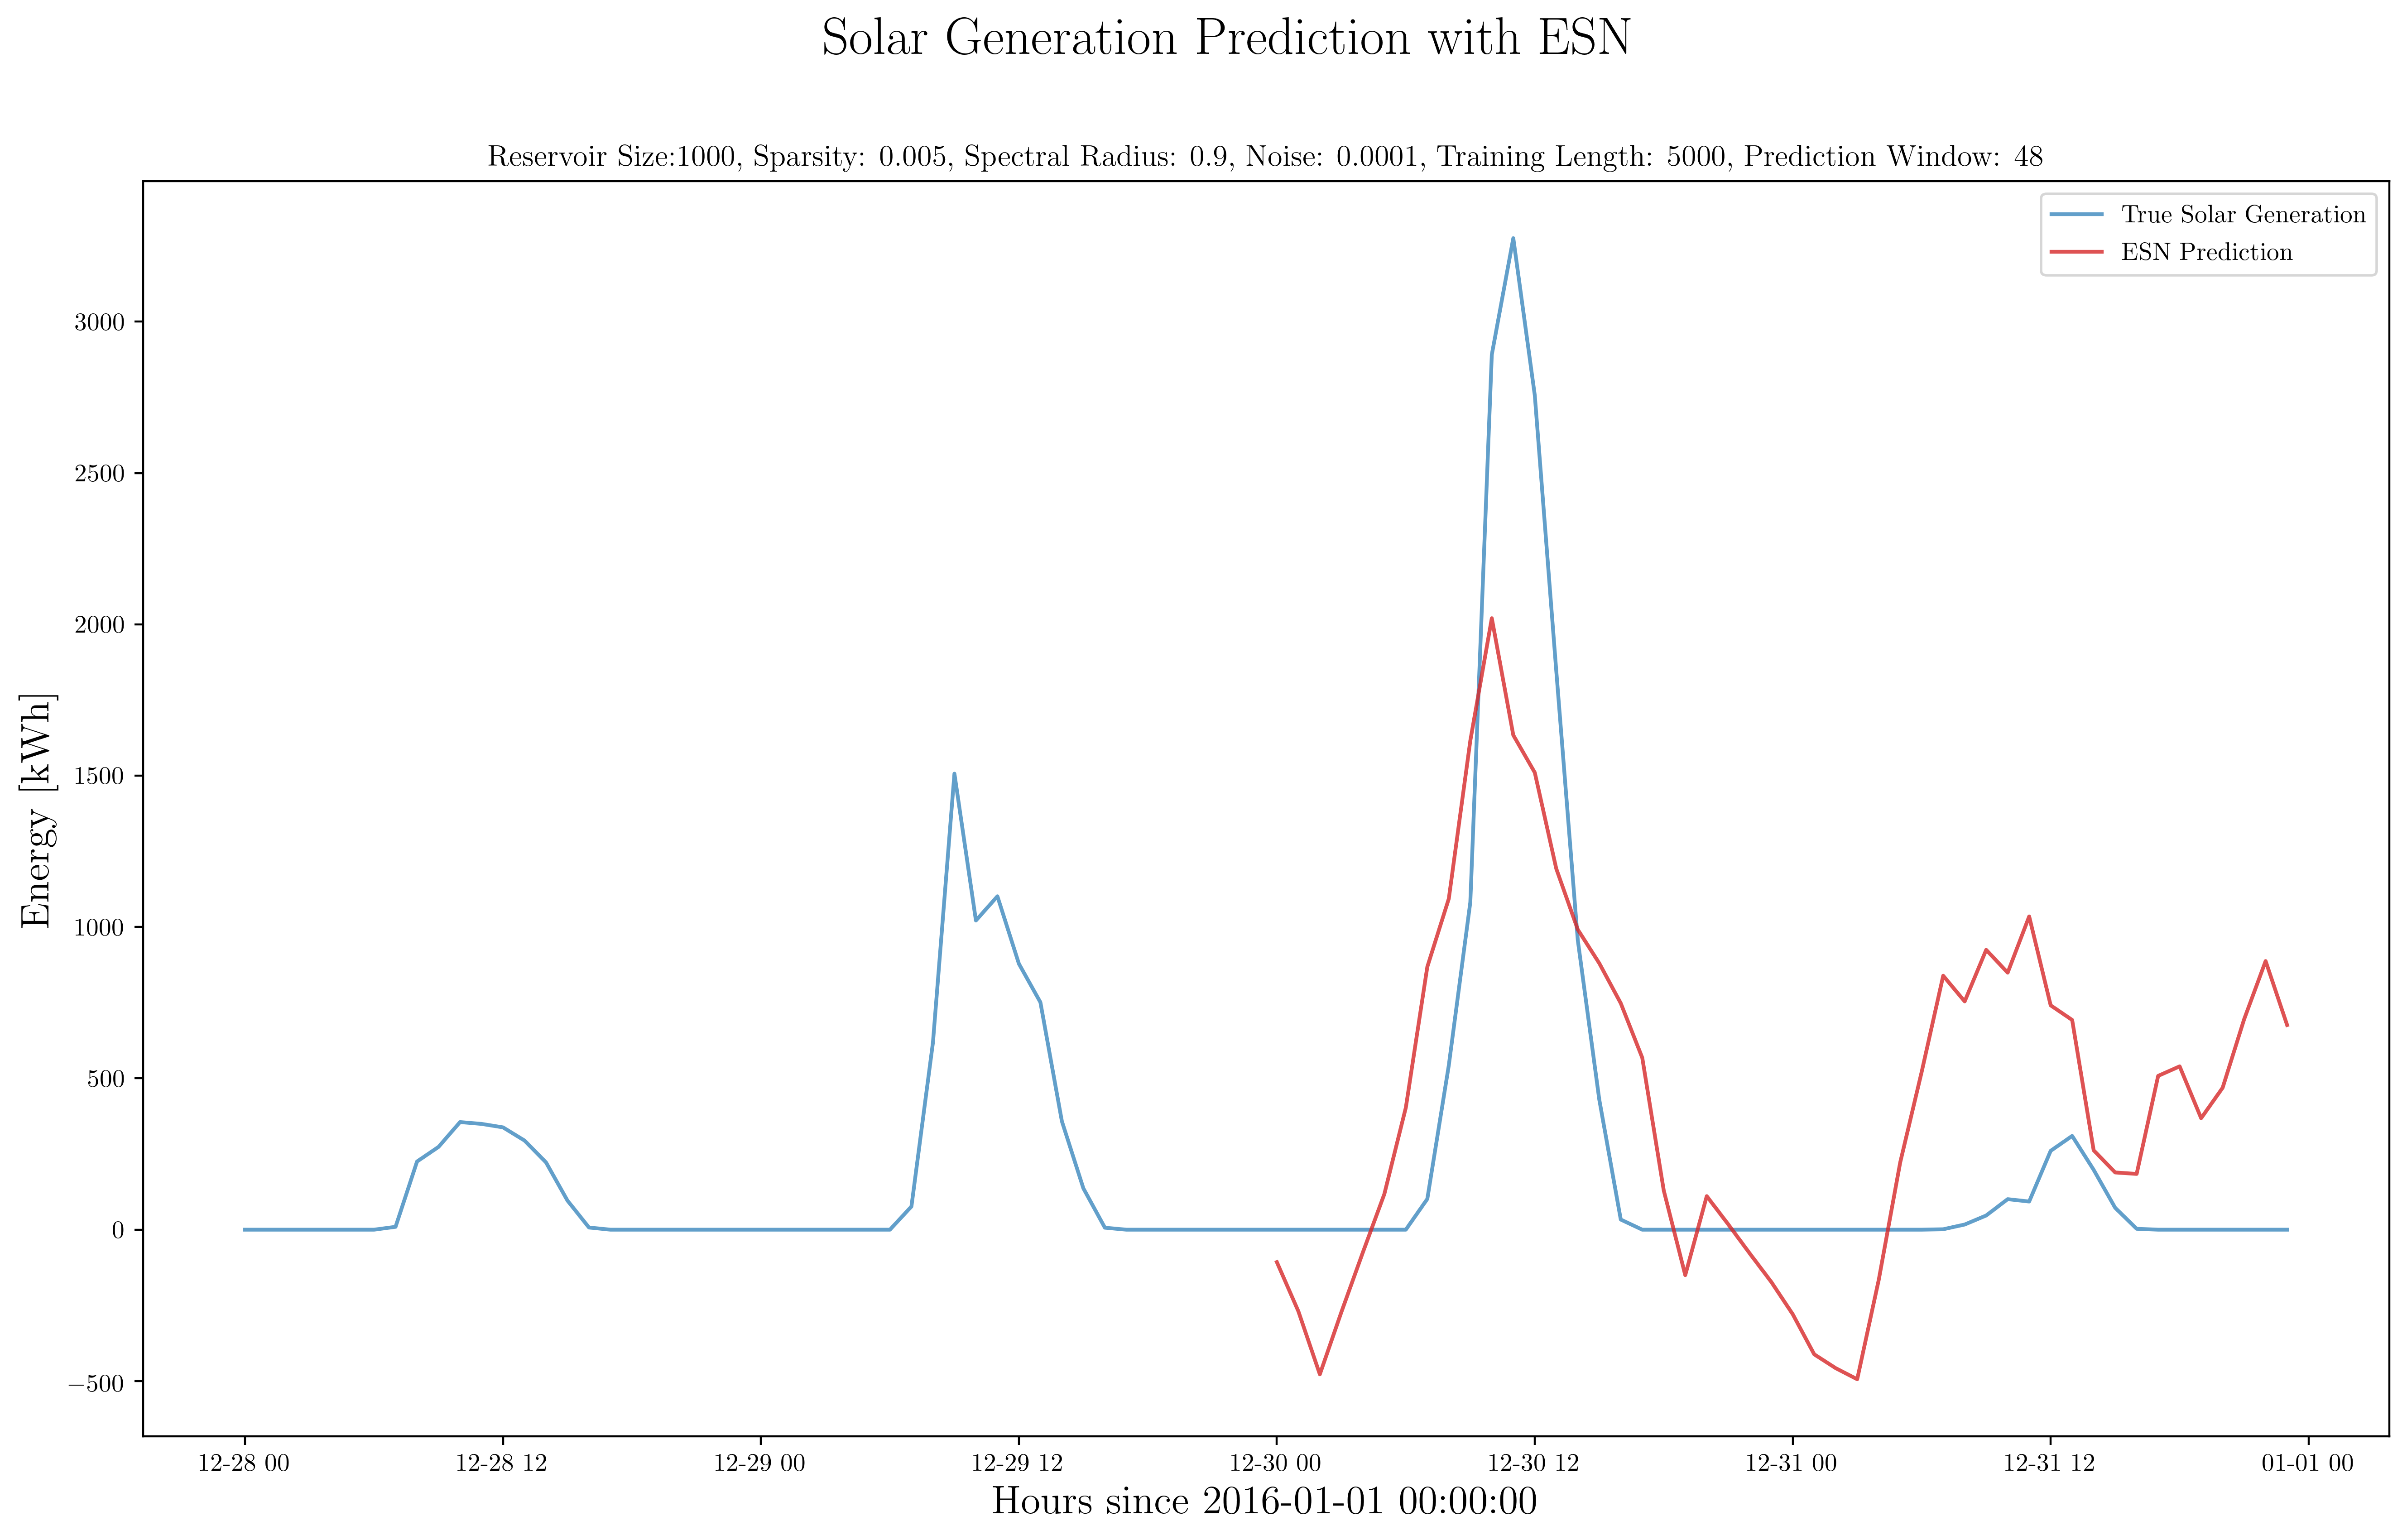 Solar Generation Prediction with ESN
Reservoir Size:1000, Sparsity: 0.005, Spectral Radius: 0.9, Noise: 0.0001, Training Length: 5000, Prediction Window: 48
True Solar Generation
ESN Prediction
3000
2500
2000
1500
1000
500
0
−500
Energy [kWh]
12-28 00 12-28 12 12-29 00 12-29 12 12-30 00 12-30 12 12-31 00 12-31 12 01-01 00
Hours since 2016-01-01 00:00:00